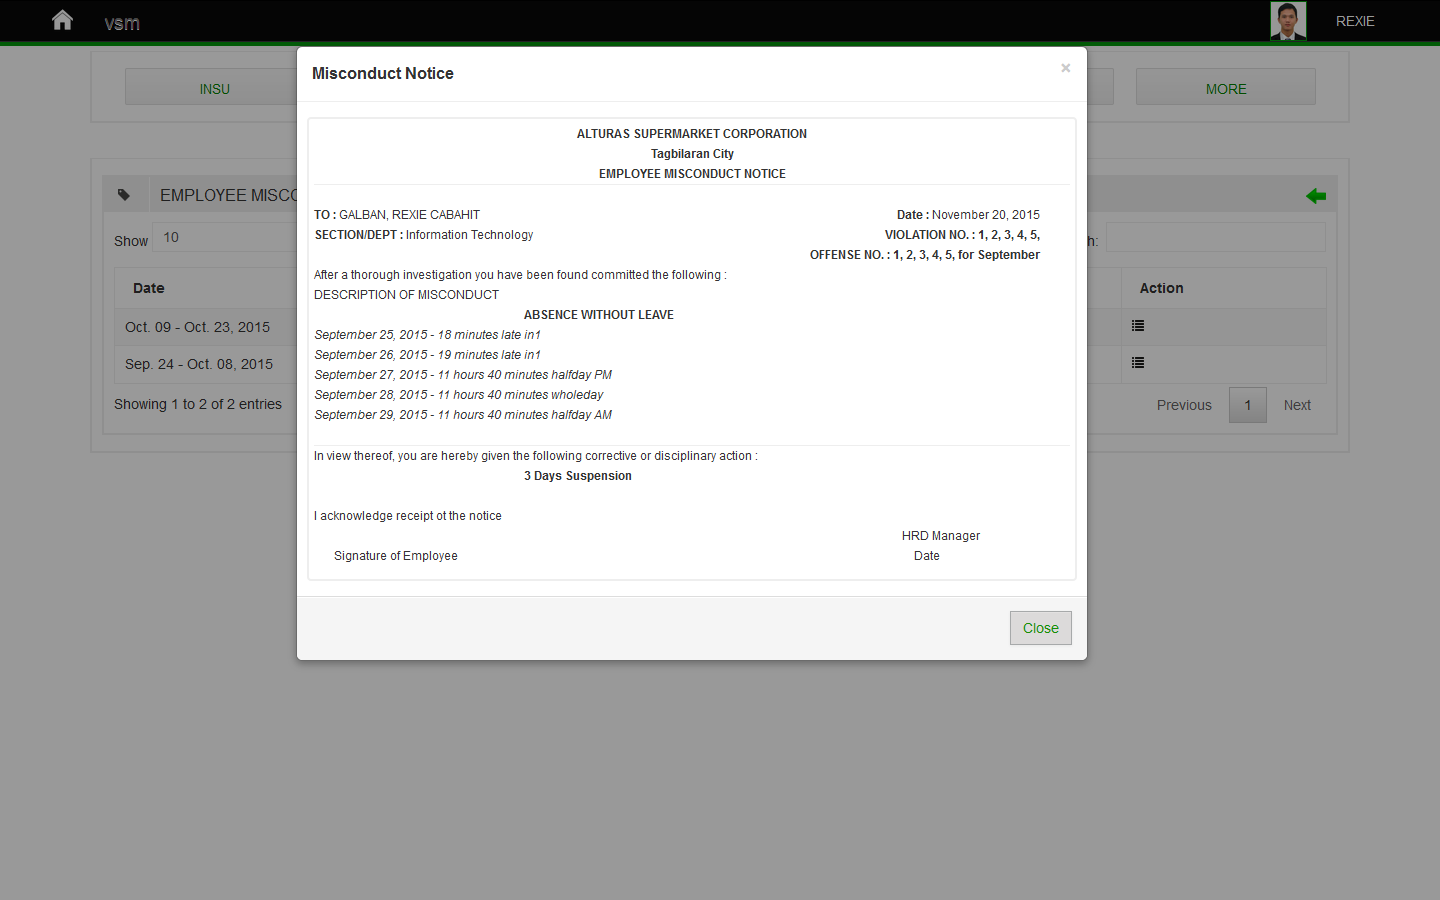 vsm
REXIE
INSU
MORE
Misconduct Notice
×
ALTURAS SUPERMARKET CORPORATION
Tagbilaran City
EMPLOYEE MISCONDUCT NOTICE
TO : GALBAN, REXIE CABAHIT
Date : November 20, 2015
SECTION/DEPT : Information Technology
VIOLATION NO. : 1, 2, 3, 4, 5,
OFFENSE NO. : 1, 2, 3, 4, 5, for September
After a thorough investigation you have been found committed the following :
DESCRIPTION OF MISCONDUCT
ABSENCE WITHOUT LEAVE
September 25, 2015 - 18 minutes late in1
September 26, 2015 - 19 minutes late in1
September 27, 2015 - 11 hours 40 minutes halfday PM
September 28, 2015 - 11 hours 40 minutes wholeday
September 29, 2015 - 11 hours 40 minutes halfday AM
In view thereof, you are hereby given the following corrective or disciplinary action :
3 Days Suspension
I acknowledge receipt ot the notice
HRD Manager
Signature of Employee
Date
Close
EMPLOYEE MISCO
Show 10
h:
Date
Action
Oct. 09 - Oct. 23, 2015
Sep. 24 - Oct. 08, 2015
Showing 1 to 2 of 2 entries
Previous 1 Next